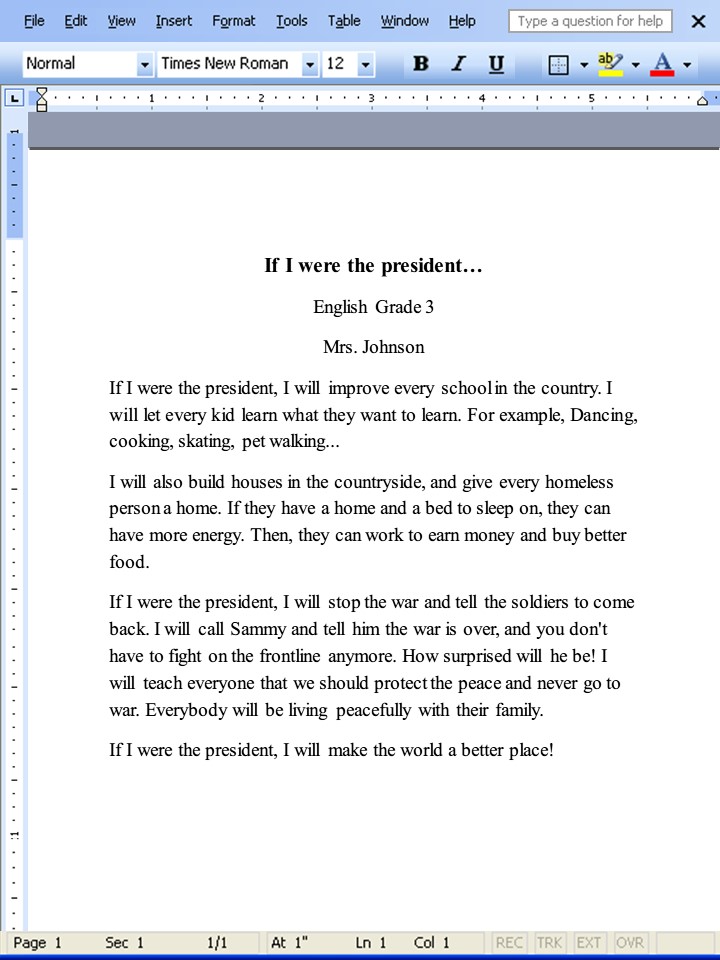 File Edit View Insert Format Tools Table Window Help Type a question for help
Normal Times New Roman 12 B I U ab A
L 1 2 3 4 5
1
If I were the president…
English Grade 3
Mrs. Johnson
If I were the president, I will improve every school in the country. I
will let every kid learn what they want to learn. For example, Dancing,
cooking, skating, pet walking...
I will also build houses in the countryside, and give every homeless
person a home. If they have a home and a bed to sleep on, they can
have more energy. Then, they can work to earn money and buy better
food.
If I were the president, I will stop the war and tell the soldiers to come
back. I will call Sammy and tell him the war is over, and you don't
have to fight on the frontline anymore. How surprised will he be! I
will teach everyone that we should protect the peace and never go to
war. Everybody will be living peacefully with their family.
If I were the president, I will make the world a better place!
1
Page 1 Sec 1 1/1 At 1" Ln 1 Col 1 REC TRK EXT OVR